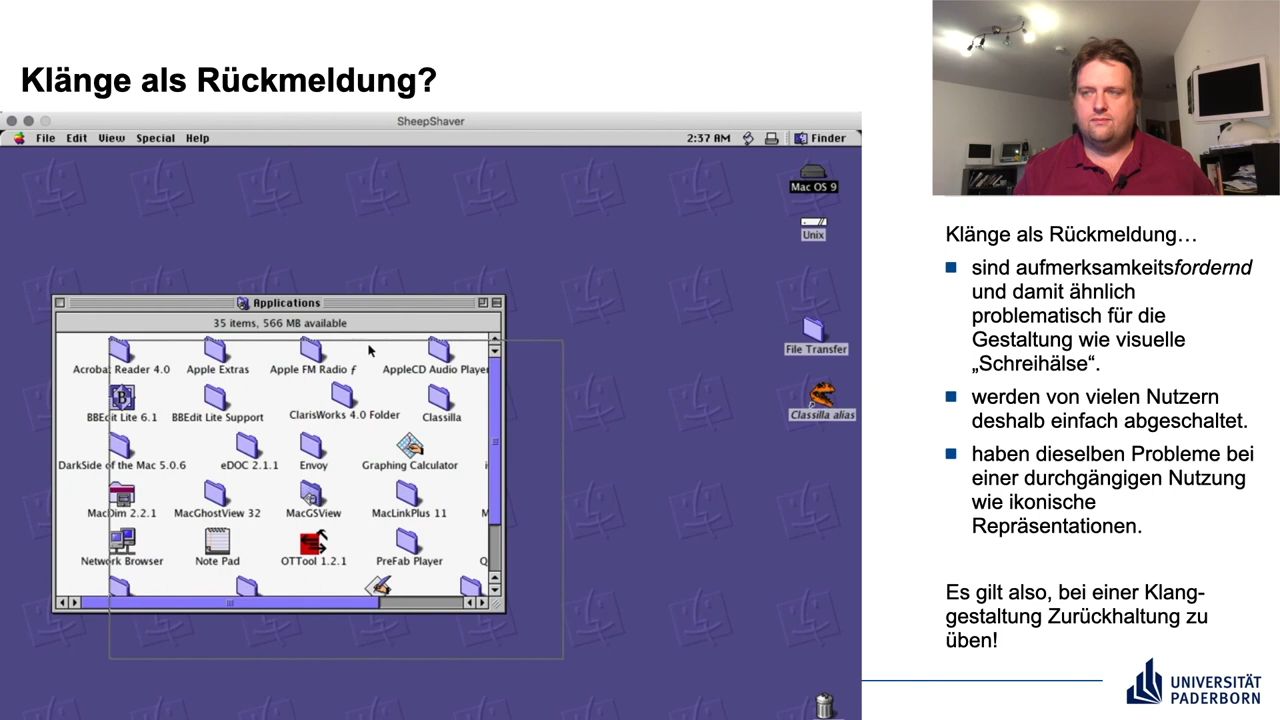 Klänge als Rückmeldung?
SheepShaver
File Edit View Special Help 2:37 AM Finder
Mac OS 9
Unix
Applications
35 items, 566 MB available
Acrobat Reader 4.0 Apple Extras Apple FM Radio ƒ AppleCD Audio Player
BBEdit Lite 6.1 BBEdit Lite Support ClarisWorks 4.0 Folder Classilla
DarkSide of the Mac 5.0.6 eDOC 2.1.1 Envoy Graphing Calculator
MacDim 2.2.1 MacGhostView 32 MacGSView MacLinkPlus 11 M
Network Browser Note Pad OTTool 1.2.1 PreFab Player Q
File Transfer
Classilla alias
Klänge als Rückmeldung…
sind aufmerksamkeitsfordernd
und damit ähnlich
problematisch für die
Gestaltung wie visuelle
„Schreihälse“.
werden von vielen Nutzern
deshalb einfach abgeschaltet.
haben dieselben Probleme bei
einer durchgängigen Nutzung
wie ikonische
Repräsentationen.
Es gilt also, bei einer Klang-
gestaltung Zurückhaltung zu
üben!
UNIVERSITÄT
PADERBORN